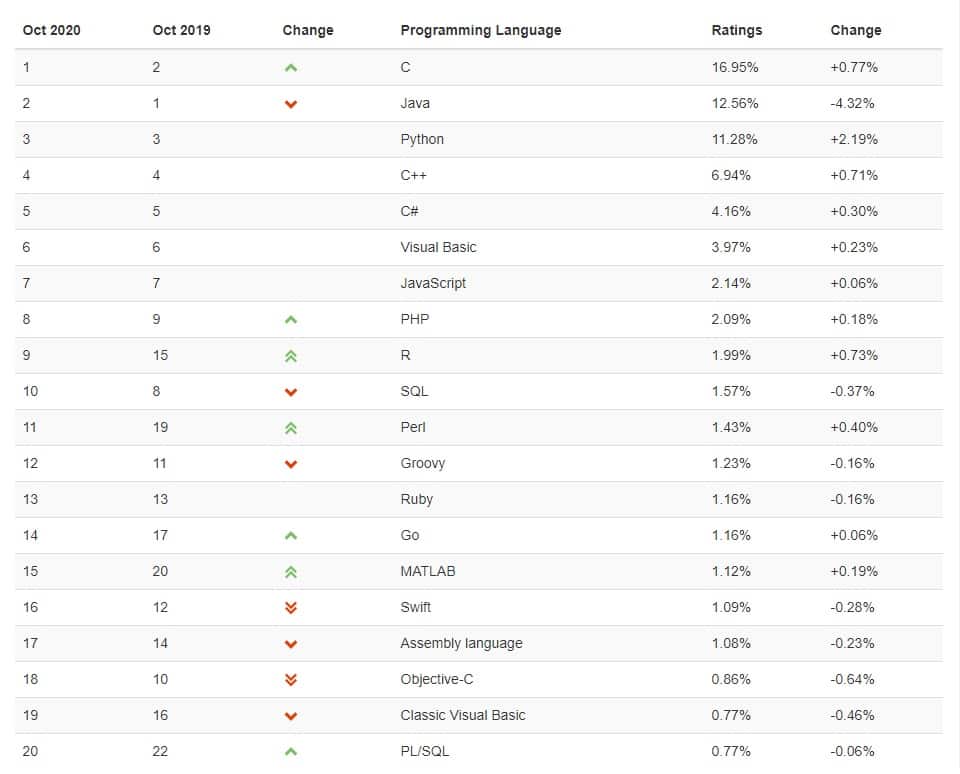 Oct 2020 Oct 2019 Change Programming Language Ratings Change
1 2 C 16.95% +0.77%
2 1 Java 12.56% -4.32%
3 3 Python 11.28% +2.19%
4 4 C++ 6.94% +0.71%
5 5 C# 4.16% +0.30%
6 6 Visual Basic 3.97% +0.23%
7 7 JavaScript 2.14% +0.06%
8 9 PHP 2.09% +0.18%
9 15 R 1.99% +0.73%
10 8 SQL 1.57% -0.37%
11 19 Perl 1.43% +0.40%
12 11 Groovy 1.23% -0.16%
13 13 Ruby 1.16% -0.16%
14 17 Go 1.16% +0.06%
15 20 MATLAB 1.12% +0.19%
16 12 Swift 1.09% -0.28%
17 14 Assembly language 1.08% -0.23%
18 10 Objective-C 0.86% -0.64%
19 16 Classic Visual Basic 0.77% -0.46%
20 22 PL/SQL 0.77% -0.06%